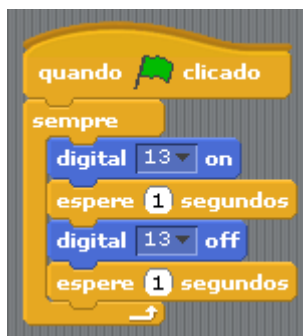 quando clicado
sempre
digital 13 on
espere 1 segundos
digital 13 off
espere 1 segundos